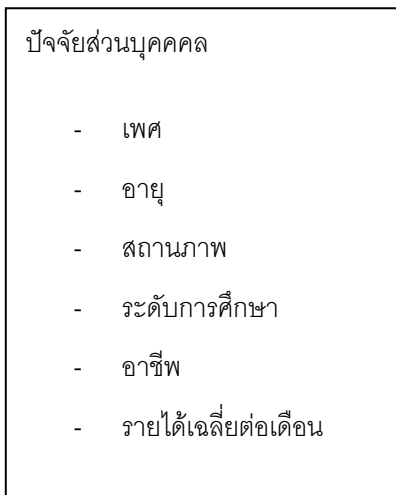 ปัจจัยส่วนบุคคคล
- เพศ
- อายุ
- สถานภาพ
- ระดับการศึกษา
- อาชีพ
- รายได้เฉลี่ยต่อเดือน